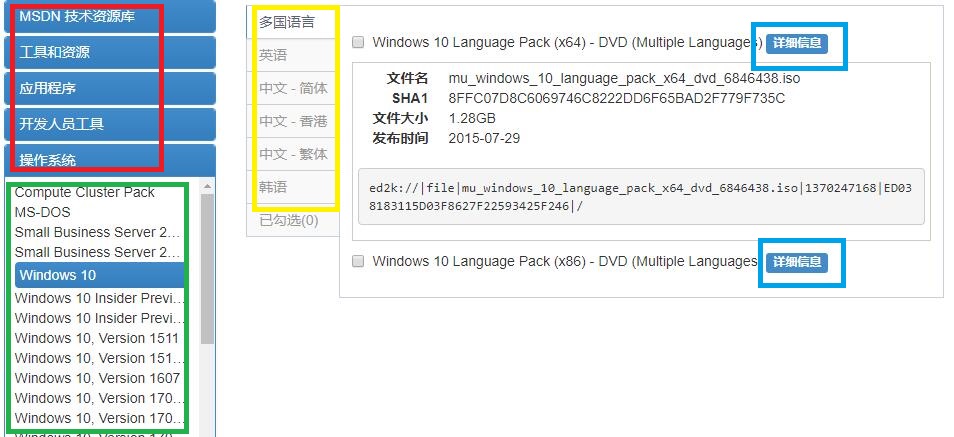 MSDN 技术资源库
工具和资源
应用程序
开发人员工具
操作系统
Compute Cluster Pack
MS-DOS
Small Business Server 2...
Small Business Server 2...
Windows 10
Windows 10 Insider Previ...
Windows 10 Insider Previ...
Windows 10, Version 1511
Windows 10, Version 151...
Windows 10, Version 1607
Windows 10, Version 170...
Windows 10, Version 170...
多国语言
英语
中文 - 简体
中文 - 香港
中文 - 繁体
韩语
已勾选(0)
Windows 10 Language Pack (x64) - DVD (Multiple Languages) 详细信息
文件名 mu_windows_10_language_pack_x64_dvd_6846438.iso
SHA1 8FFC07D8C6069746C8222DD6F65BAD2F779F735C
文件大小 1.28GB
发布时间 2015-07-29
ed2k://|file|mu_windows_10_language_pack_x64_dvd_6846438.iso|1370247168|ED03
8183115D03F8627F22593425F246|/
Windows 10 Language Pack (x86) - DVD (Multiple Languages 详细信息